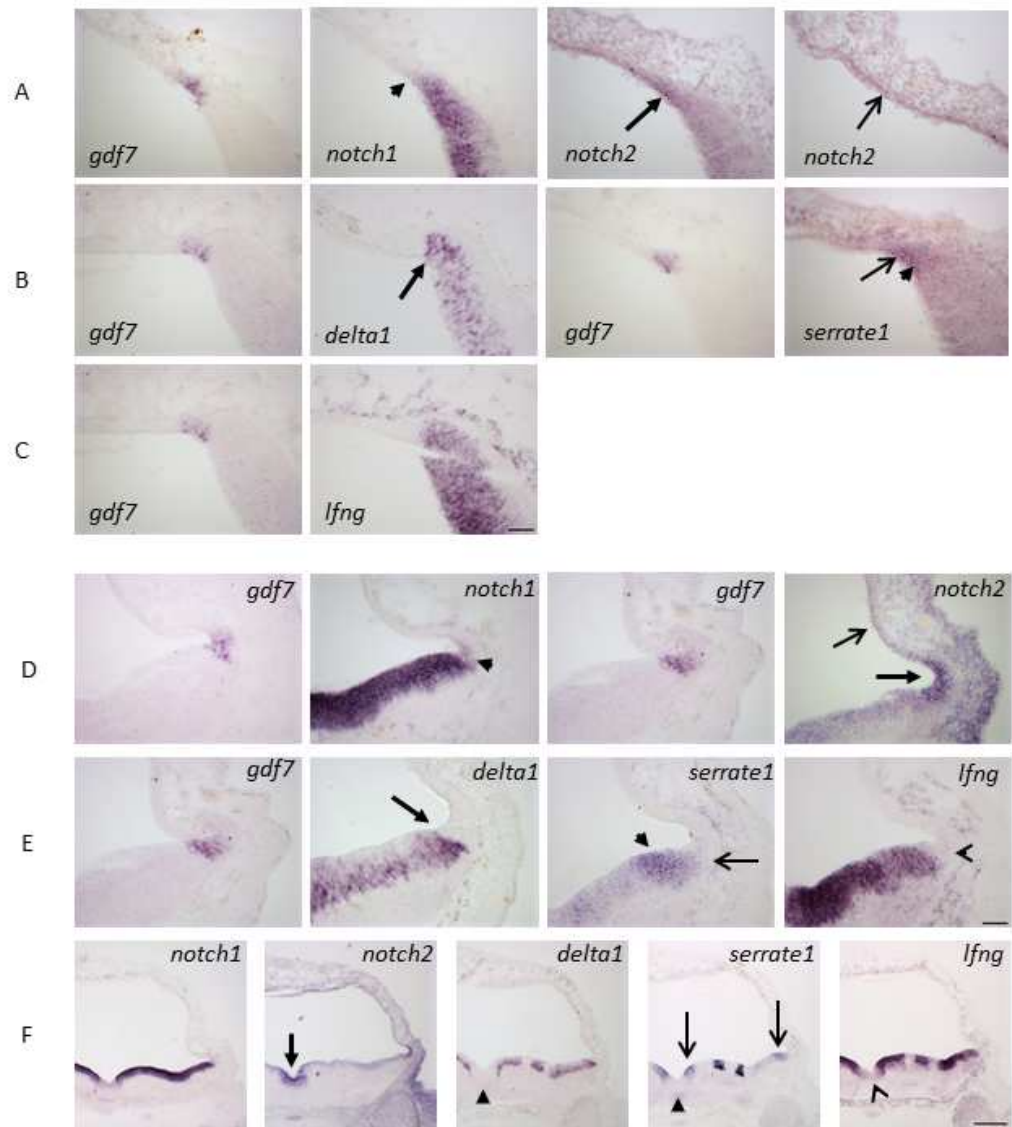 A
gdf7
notch1
notch2
notch2
B
gdf7
delta1
gdf7
serrate1
C
gdf7
lfng
D
gdf7
notch1
gdf7
notch2
E
gdf7
delta1
serrate1
lfng
F
notch1
notch2
delta1
serrate1
lfng